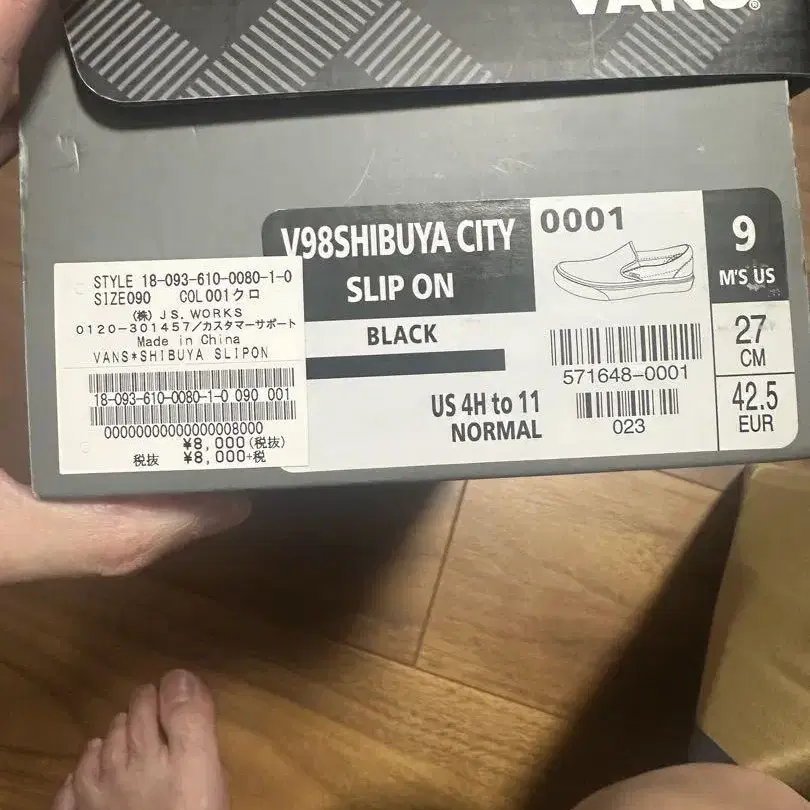 VANS®
V98SHIBUYA CITY
SLIP ON
0001
9
M'S US
BLACK
27
CM
571648-0001
US 4H to 11
NORMAL
023
42.5
EUR
STYLE 18-093-610-0080-1-0
SIZE090 COL001クロ
(株) JS. WORKS
0120-301457/カスタマーサポート
Made in China
VANS*SHIBUYA SLIPON
18-093-610-0080-1-0 090 001
00000000000000008000
¥8,000(税抜)
税抜 ¥8,000+税